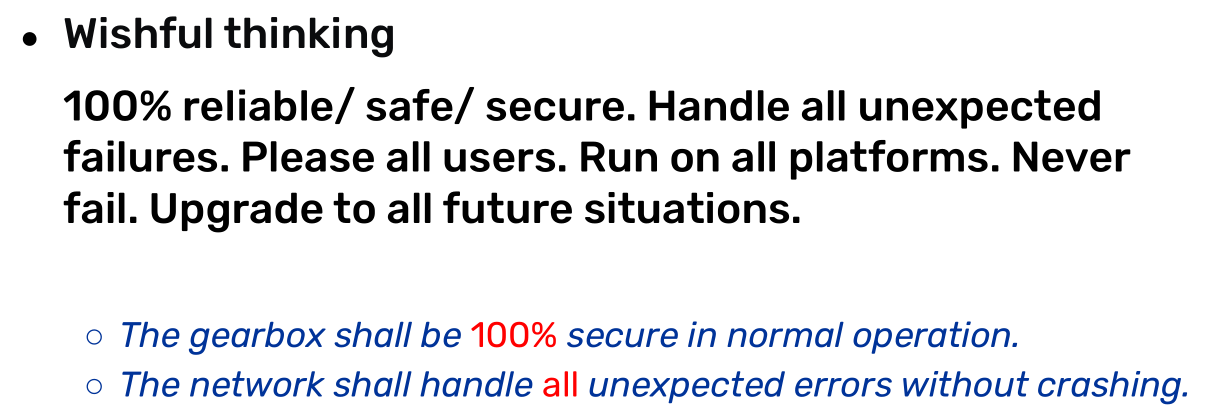 • Wishful thinking
100% reliable/ safe/ secure. Handle all unexpected
failures. Please all users. Run on all platforms. Never
fail. Upgrade to all future situations.
○ The gearbox shall be 100% secure in normal operation.
○ The network shall handle all unexpected errors without crashing.